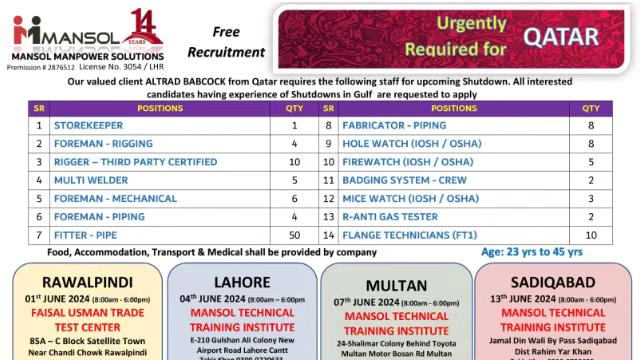 MANSOL 14 YEARS
MANSOL MANPOWER SOLUTIONS
Premission # 2876512 License No. 3054 / LHR
Free
Recruitment
Urgently
Required for
QATAR
Our valued client ALTRAD BABCOCK from Qatar requires the following staff for upcoming Shutdown. All interested
candidates having experience of Shutdowns in Gulf are requested to apply
SR POSITIONS QTY SR POSITIONS QTY
1 STOREKEEPER 1 8 FABRICATOR - PIPING 8
2 FOREMAN - RIGGING 4 9 HOLE WATCH (IOSH / OSHA) 8
3 RIGGER – THIRD PARTY CERTIFIED 10 10 FIREWATCH (IOSH / OSHA) 5
4 MULTI WELDER 5 11 BADGING SYSTEM - CREW 2
5 FOREMAN - MECHANICAL 6 12 MICE WATCH (IOSH / OSHA) 3
6 FOREMAN - PIPING 4 13 R-ANTI GAS TESTER 2
7 FITTER - PIPE 50 14 FLANGE TECHNICIANS (FT1) 10
Food, Accommodation, Transport & Medical shall be provided by company
Age: 23 yrs to 45 yrs
RAWALPINDI
01st JUNE 2024 (8:00am - 6:00pm)
FAISAL USMAN TRADE
TEST CENTER
85A – C Block Satellite Town
Near Chandi Chowk Rawalpindi
LAHORE
04th JUNE 2024 (8:00am – 6:00pm
MANSOL TECHNICAL
TRAINING INSTITUTE
E-210 Gulshan Ali Colony New
Airport Road Lahore Cantt
MULTAN
07th JUNE 2024 (8:00am - 6:00pm)
MANSOL TECHNICAL
TRAINING INSTITUTE
24-Shalimar Colony Behind Toyota
Multan Motor Bosan Rd Multan
SADIQABAD
13th JUNE 2024 (8:00am - 6:00pm)
MANSOL TECHNICAL
TRAINING INSTITUTE
Jamal Din Wali By Pass Sadiqabad
Dist Rahim Yar Khan